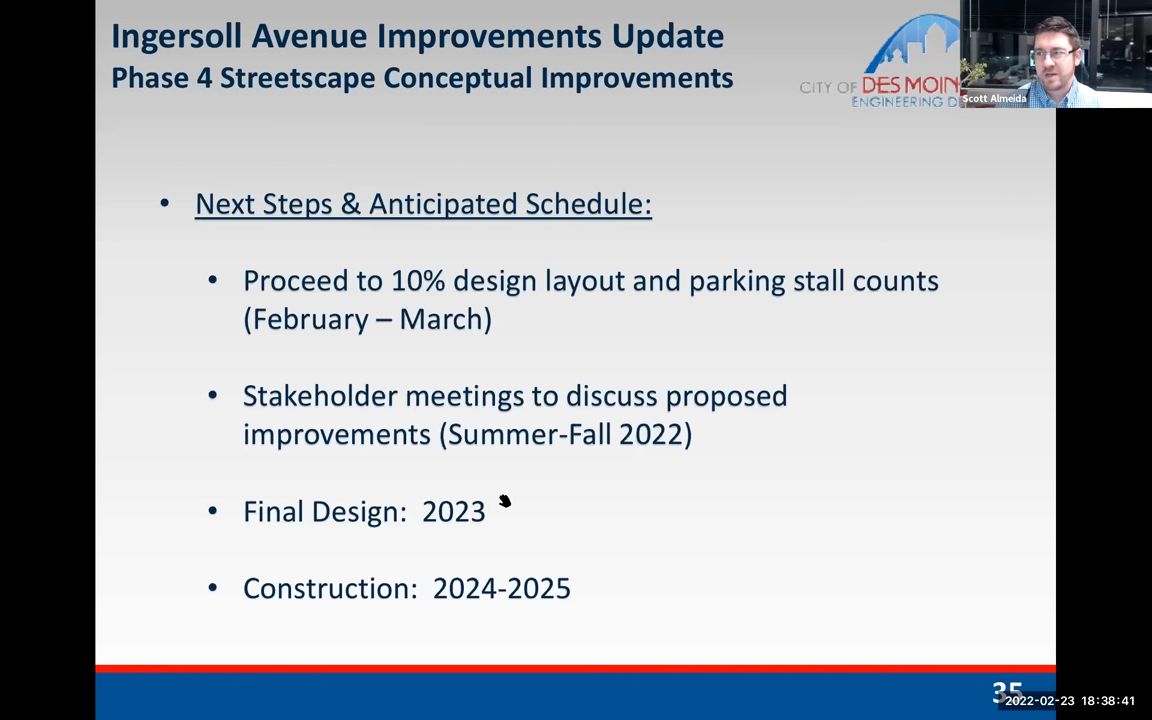 Ingersoll Avenue Improvements Update
Phase 4 Streetscape Conceptual Improvements
CITY OF DES MOIN
ENGINEERING D
Scott Almeida
• Next Steps & Anticipated Schedule:
• Proceed to 10% design layout and parking stall counts
(February – March)
• Stakeholder meetings to discuss proposed
improvements (Summer-Fall 2022)
• Final Design: 2023
• Construction: 2024-2025
35
2022-02-23 18:38:41